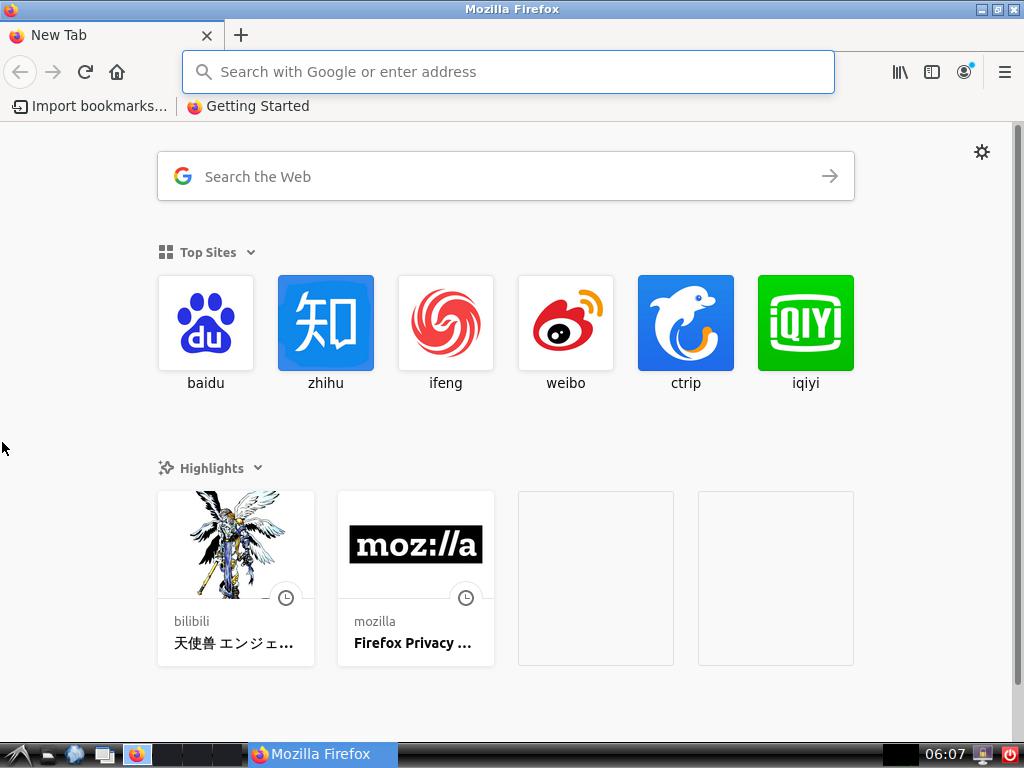 Mozilla Firefox
New Tab
Search with Google or enter address
Import bookmarks...
Getting Started
Search the Web
Top Sites
du
知
iQIYI
baidu
zhihu
ifeng
weibo
ctrip
iqiyi
Highlights
moz://a
bilibili
天使兽 エンジェ...
mozilla
Firefox Privacy ...
Mozilla Firefox
06:07